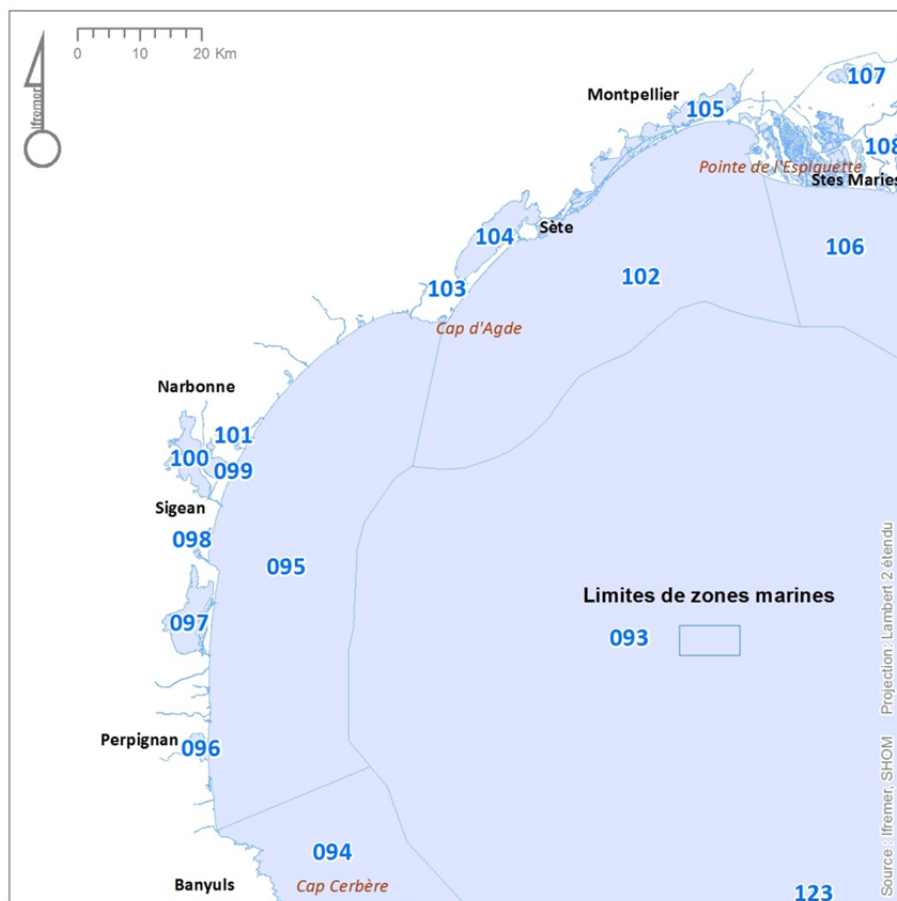 0 10 20 Km
Ifremer
107
Montpellier
105
108
Pointe de l'Espiguette
Stes Maries
Sète
104
106
102
103
Cap d'Agde
Narbonne
101
100
099
Sigean
098
095
Limites de zones marines
097
093
Perpignan
096
094
Banyuls
Cap Cerbère
123
Source : Ifremer, SHOM Projection: Lambert 2 étendu